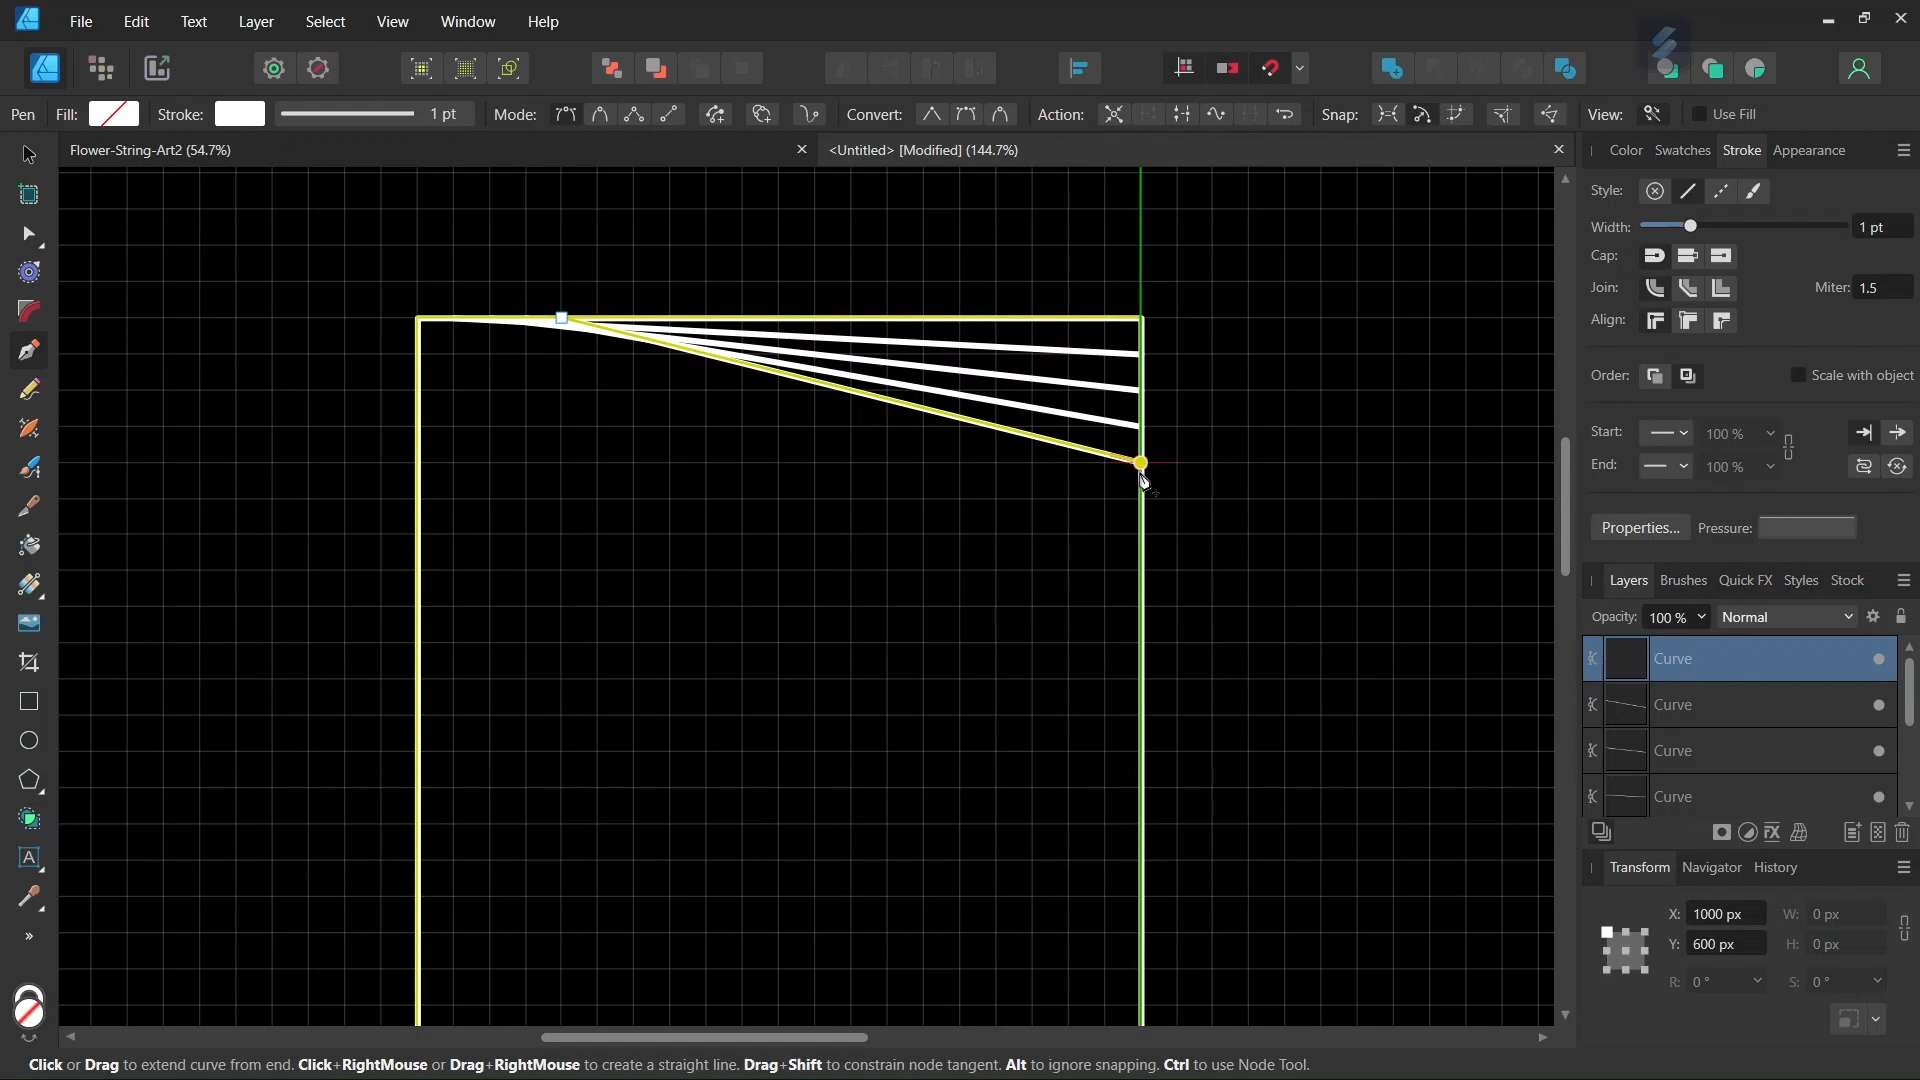 File Edit Text Layer Select View Window Help
Pen Fill: Stroke: 1 pt Mode: Convert: Action: Snap: View: Use Fill
Flower-String-Art2 (54.7%)
<Untitled> [Modified] (144.7%)
Color Swatches Stroke Appearance
Style:
Width: 1 pt
Cap:
Join: Miter: 1.5
Align:
Order: Scale with object
Start: 100 %
End: 100 %
Properties... Pressure:
Layers Brushes Quick FX Styles Stock
Opacity: 100 % Normal
Curve
Curve
Curve
Curve
Transform Navigator History
X: 1000 px W: 0 px
Y: 600 px H: 0 px
R: 0 ° S: 0 °
Click or Drag to extend curve from end. Click+RightMouse or Drag+RightMouse to create a straight line. Drag+Shift to constrain node tangent. Alt to ignore snapping. Ctrl to use Node Tool.